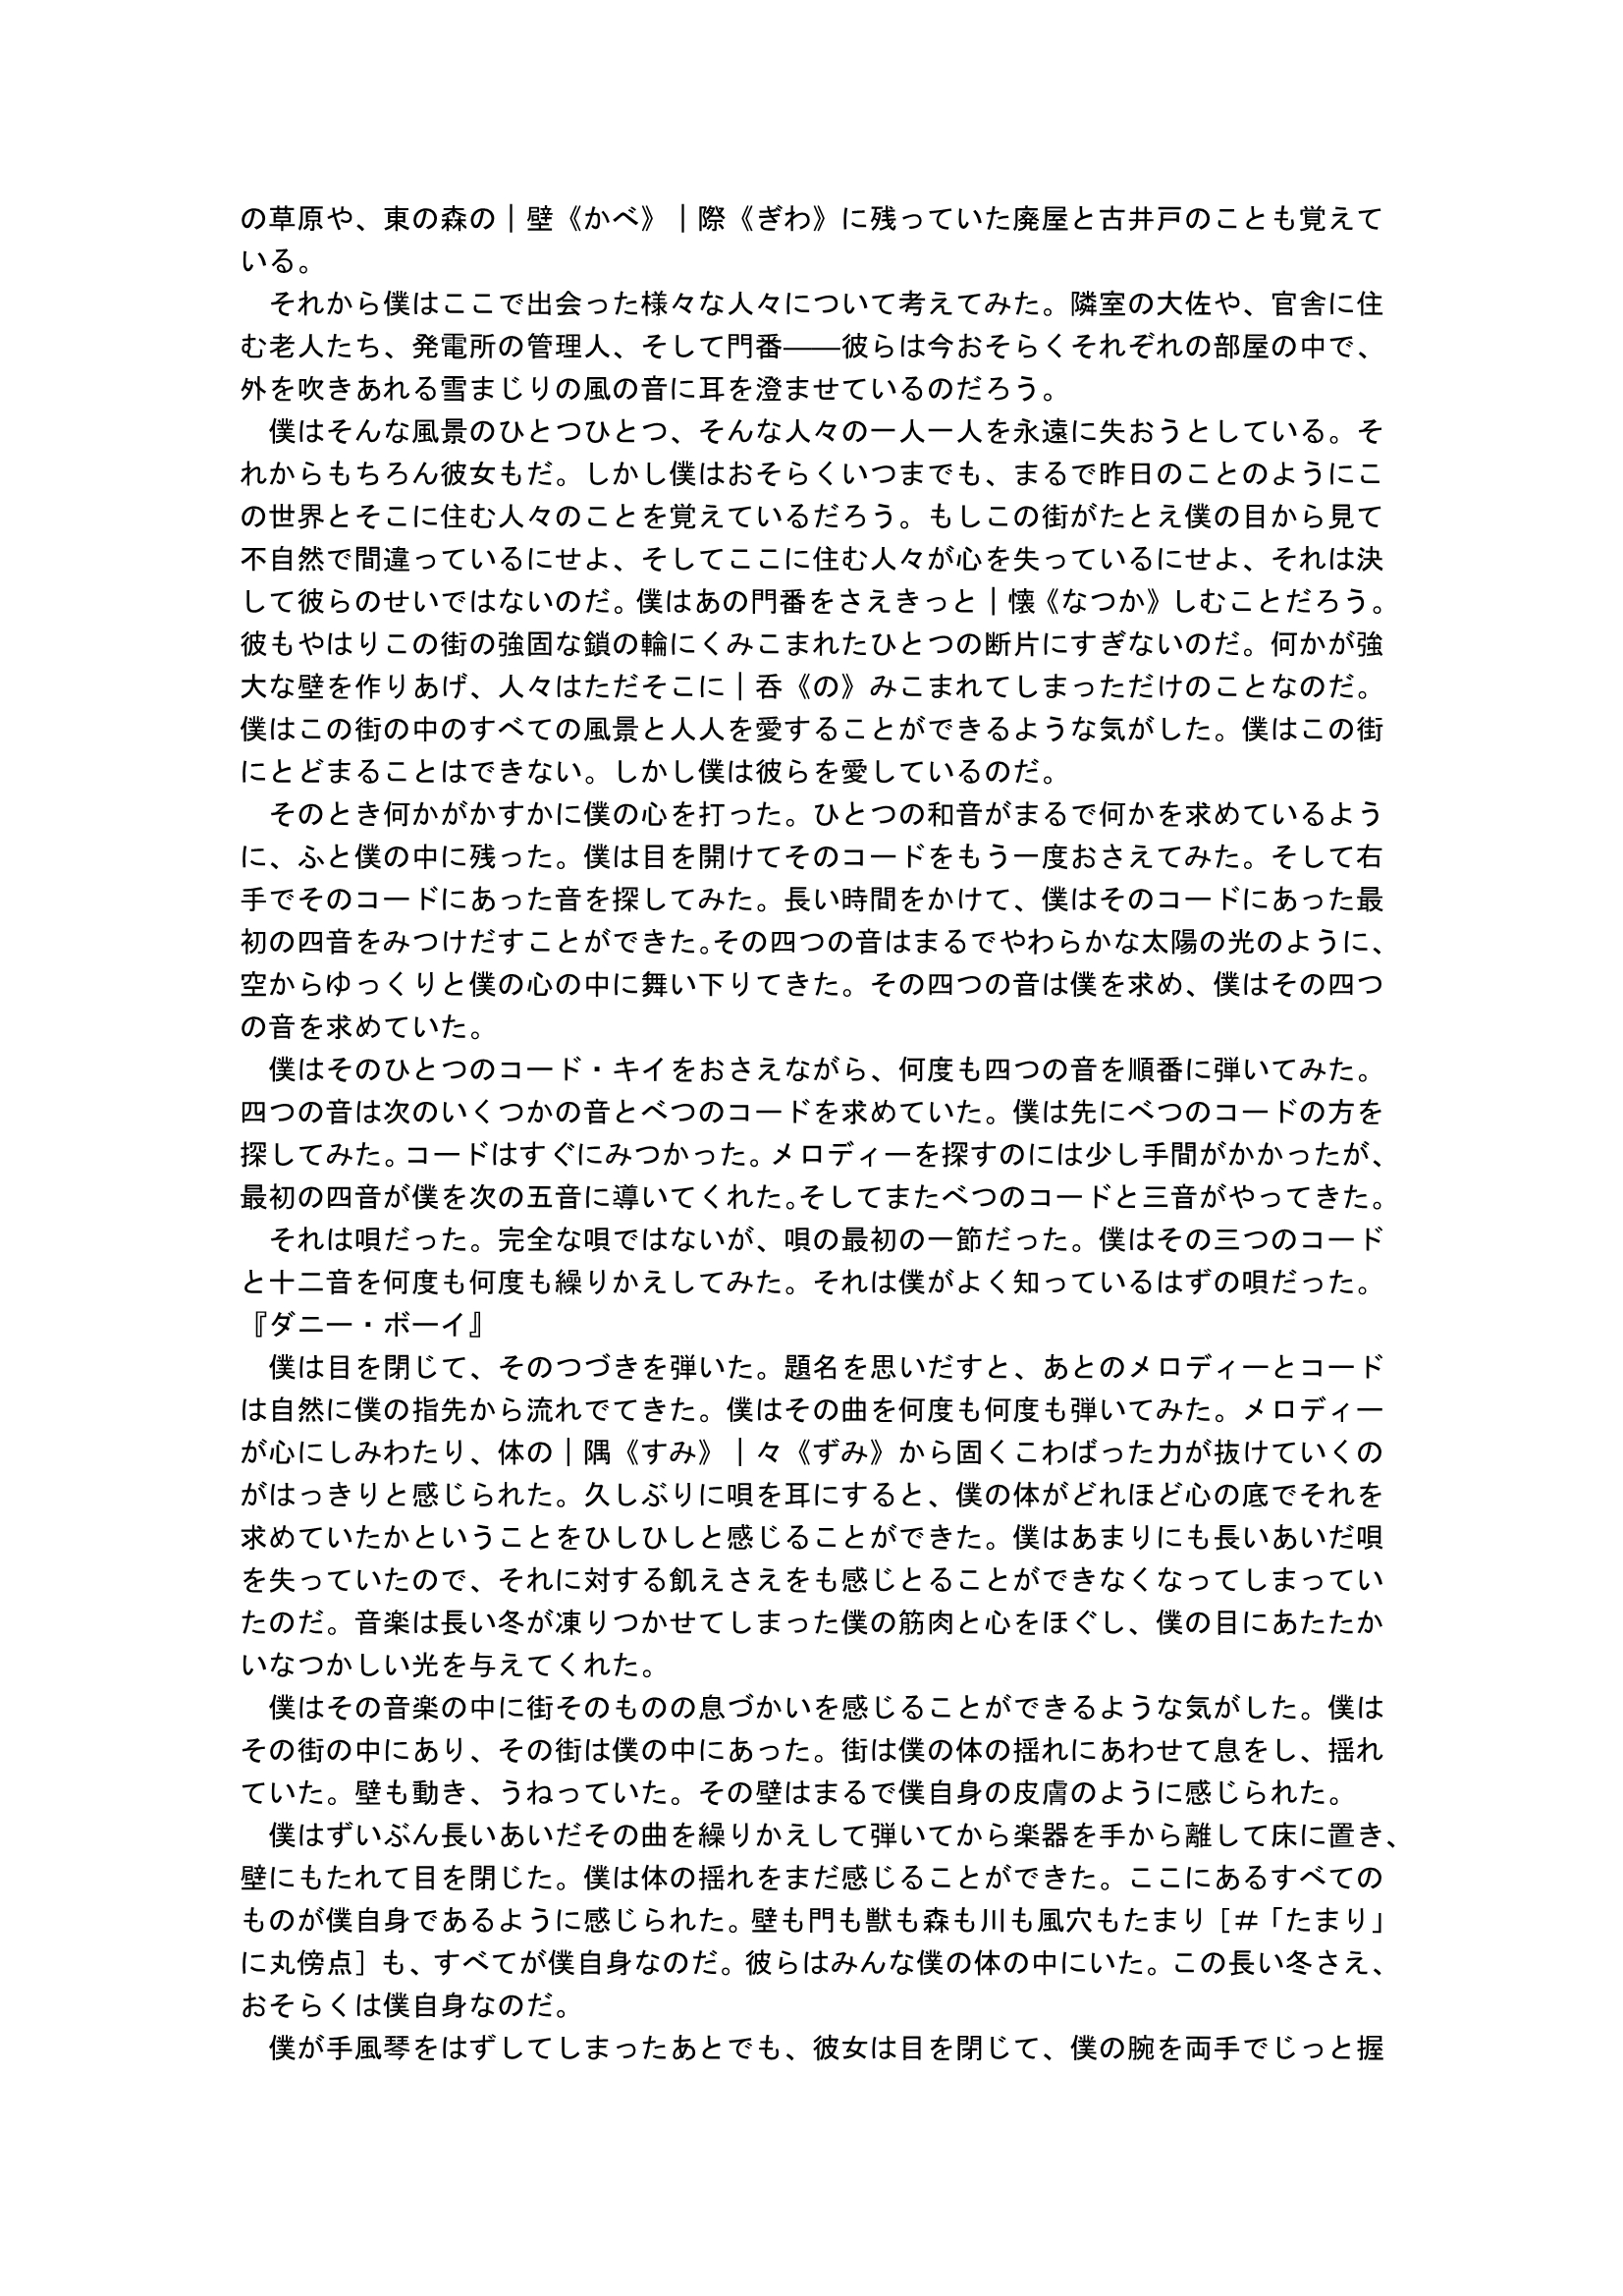 の草原や、東の森の｜壁《かべ》｜際《ぎわ》に残っていた廃屋と古井戸のことも覚えて
いる。
　それから僕はここで出会った様々な人々について考えてみた。隣室の大佐や、官舎に住
む老人たち、発電所の管理人、そして門番――彼らは今おそらくそれぞれの部屋の中で、
外を吹きあれる雪まじりの風の音に耳を澄ませているのだろう。
　僕はそんな風景のひとつひとつ、そんな人々の一人一人を永遠に失おうとしている。そ
れからもちろん彼女もだ。しかし僕はおそらくいつまでも、まるで昨日のことのようにこ
の世界とそこに住む人々のことを覚えているだろう。もしこの街がたとえ僕の目から見て
不自然で間違っているにせよ、そしてここに住む人々が心を失っているにせよ、それは決
して彼らのせいではないのだ。僕はあの門番をさえきっと｜懐《なつか》しむことだろう。
彼もやはりこの街の強固な鎖の輪にくみこまれたひとつの断片にすぎないのだ。何かが強
大な壁を作りあげ、人々はただそこに｜呑《の》みこまれてしまっただけのことなのだ。
僕はこの街の中のすべての風景と人人を愛することができるような気がした。僕はこの街
にとどまることはできない。しかし僕は彼らを愛しているのだ。
　そのとき何かがかすかに僕の心を打った。ひとつの和音がまるで何かを求めているよう
に、ふと僕の中に残った。僕は目を開けてそのコードをもう一度おさえてみた。そして右
手でそのコードにあった音を探してみた。長い時間をかけて、僕はそのコードにあった最
初の四音をみつけだすことができた。その四つの音はまるでやわらかな太陽の光のように、
空からゆっくりと僕の心の中に舞い下りてきた。その四つの音は僕を求め、僕はその四つ
の音を求めていた。
　僕はそのひとつのコード・キイをおさえながら、何度も四つの音を順番に弾いてみた。
四つの音は次のいくつかの音とべつのコードを求めていた。僕は先にべつのコードの方を
探してみた。コードはすぐにみつかった。メロディーを探すのには少し手間がかかったが、
最初の四音が僕を次の五音に導いてくれた。そしてまたべつのコードと三音がやってきた。
　それは唄だった。完全な唄ではないが、唄の最初の一節だった。僕はその三つのコード
と十二音を何度も何度も繰りかえしてみた。それは僕がよく知っているはずの唄だった。
『ダニー・ボーイ』
　僕は目を閉じて、そのつづきを弾いた。題名を思いだすと、あとのメロディーとコード
は自然に僕の指先から流れでてきた。僕はその曲を何度も何度も弾いてみた。メロディー
が心にしみわたり、体の｜隅《すみ》｜々《ずみ》から固くこわばった力が抜けていくの
がはっきりと感じられた。久しぶりに唄を耳にすると、僕の体がどれほど心の底でそれを
求めていたかということをひしひしと感じることができた。僕はあまりにも長いあいだ唄
を失っていたので、それに対する飢えさえをも感じとることができなくなってしまってい
たのだ。音楽は長い冬が凍りつかせてしまった僕の筋肉と心をほぐし、僕の目にあたたか
いなつかしい光を与えてくれた。
　僕はその音楽の中に街そのものの息づかいを感じることができるような気がした。僕は
その街の中にあり、その街は僕の中にあった。街は僕の体の揺れにあわせて息をし、揺れ
ていた。壁も動き、うねっていた。その壁はまるで僕自身の皮膚のように感じられた。
　僕はずいぶん長いあいだその曲を繰りかえして弾いてから楽器を手から離して床に置き、
壁にもたれて目を閉じた。僕は体の揺れをまだ感じることができた。ここにあるすべての
ものが僕自身であるように感じられた。壁も門も獣も森も川も風穴もたまり［＃「たまり」
に丸傍点］も、すべてが僕自身なのだ。彼らはみんな僕の体の中にいた。この長い冬さえ、
おそらくは僕自身なのだ。
　僕が手風琴をはずしてしまったあとでも、彼女は目を閉じて、僕の腕を両手でじっと握